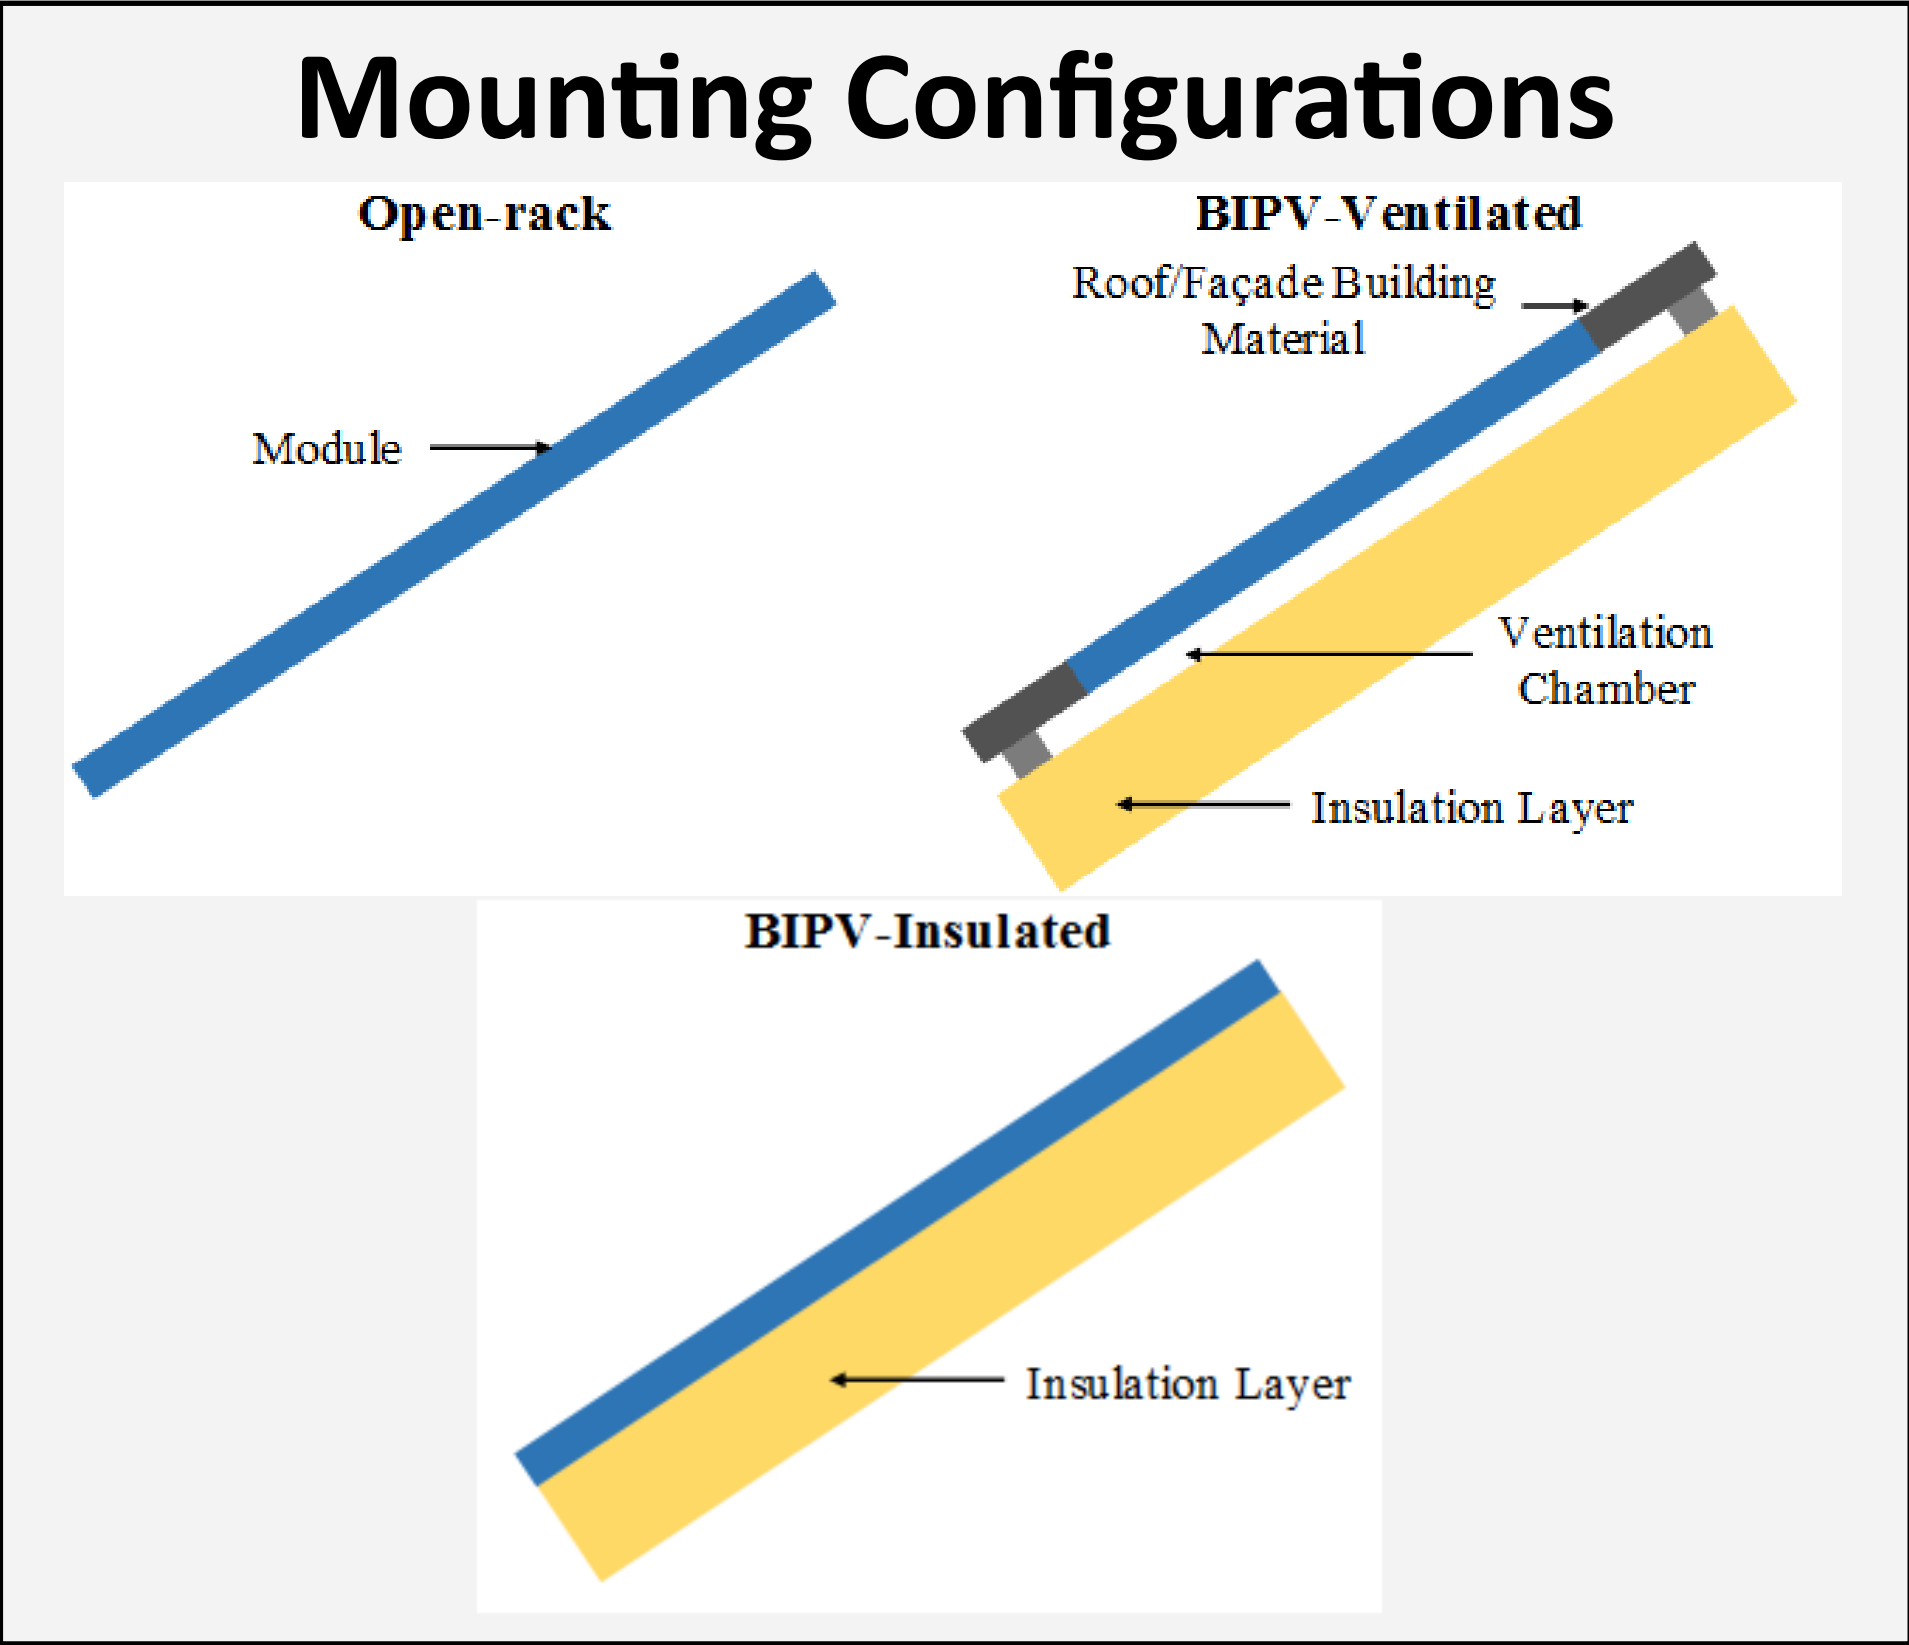 Mounting Configurations
Open-rack
Module
BIPV-Ventilated
Roof/Façade Building
Material
Ventilation
Chamber
Insulation Layer
BIPV-Insulated
Insulation Layer